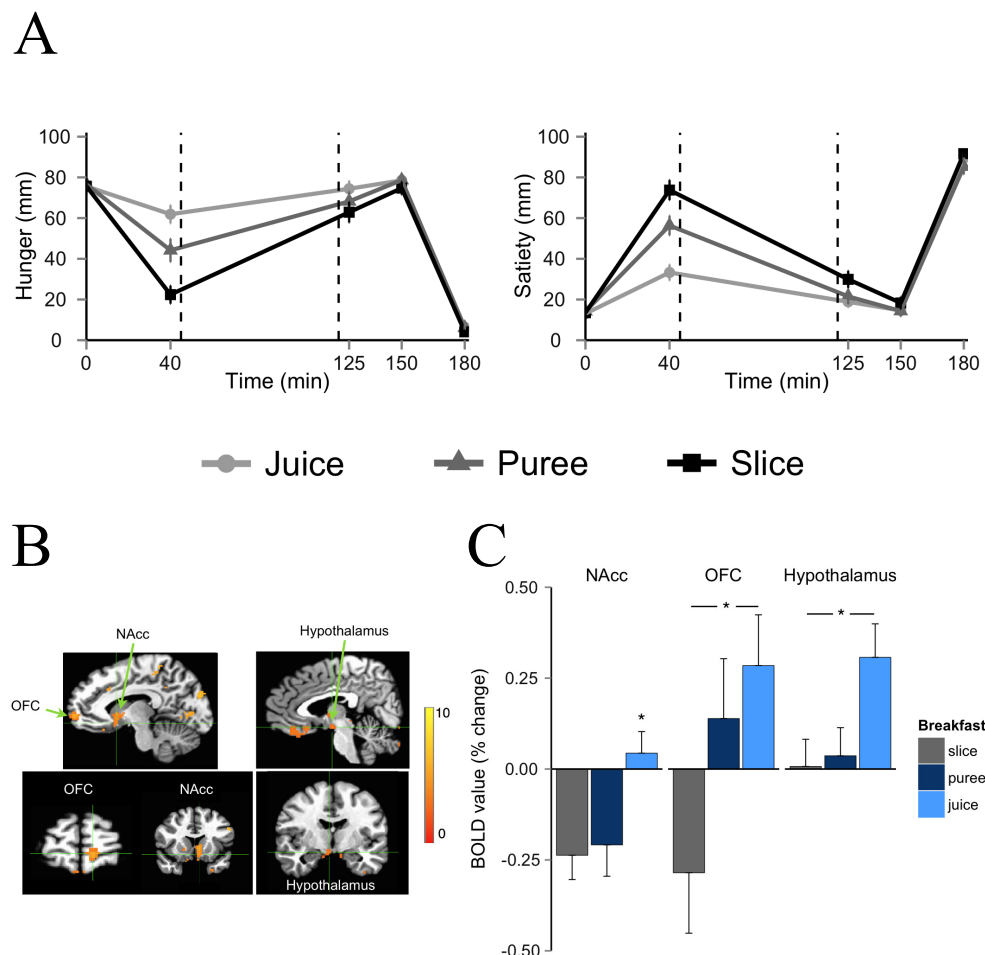 A
100
80
60
40
20
0
Hunger (mm)
0 40 125 150 180
Time (min)
100
80
60
40
20
0
Satiety (mm)
0 40 125 150 180
Time (min)
Juice Puree Slice
B
NAcc
Hypothalamus
OFC
10
0
OFC NAcc
Hypothalamus
C
NAcc OFC Hypothalamus
0.50
0.25
0.00
-0.25
-0.50
BOLD value (% change)
* * *
Breakfast
slice
puree
juice